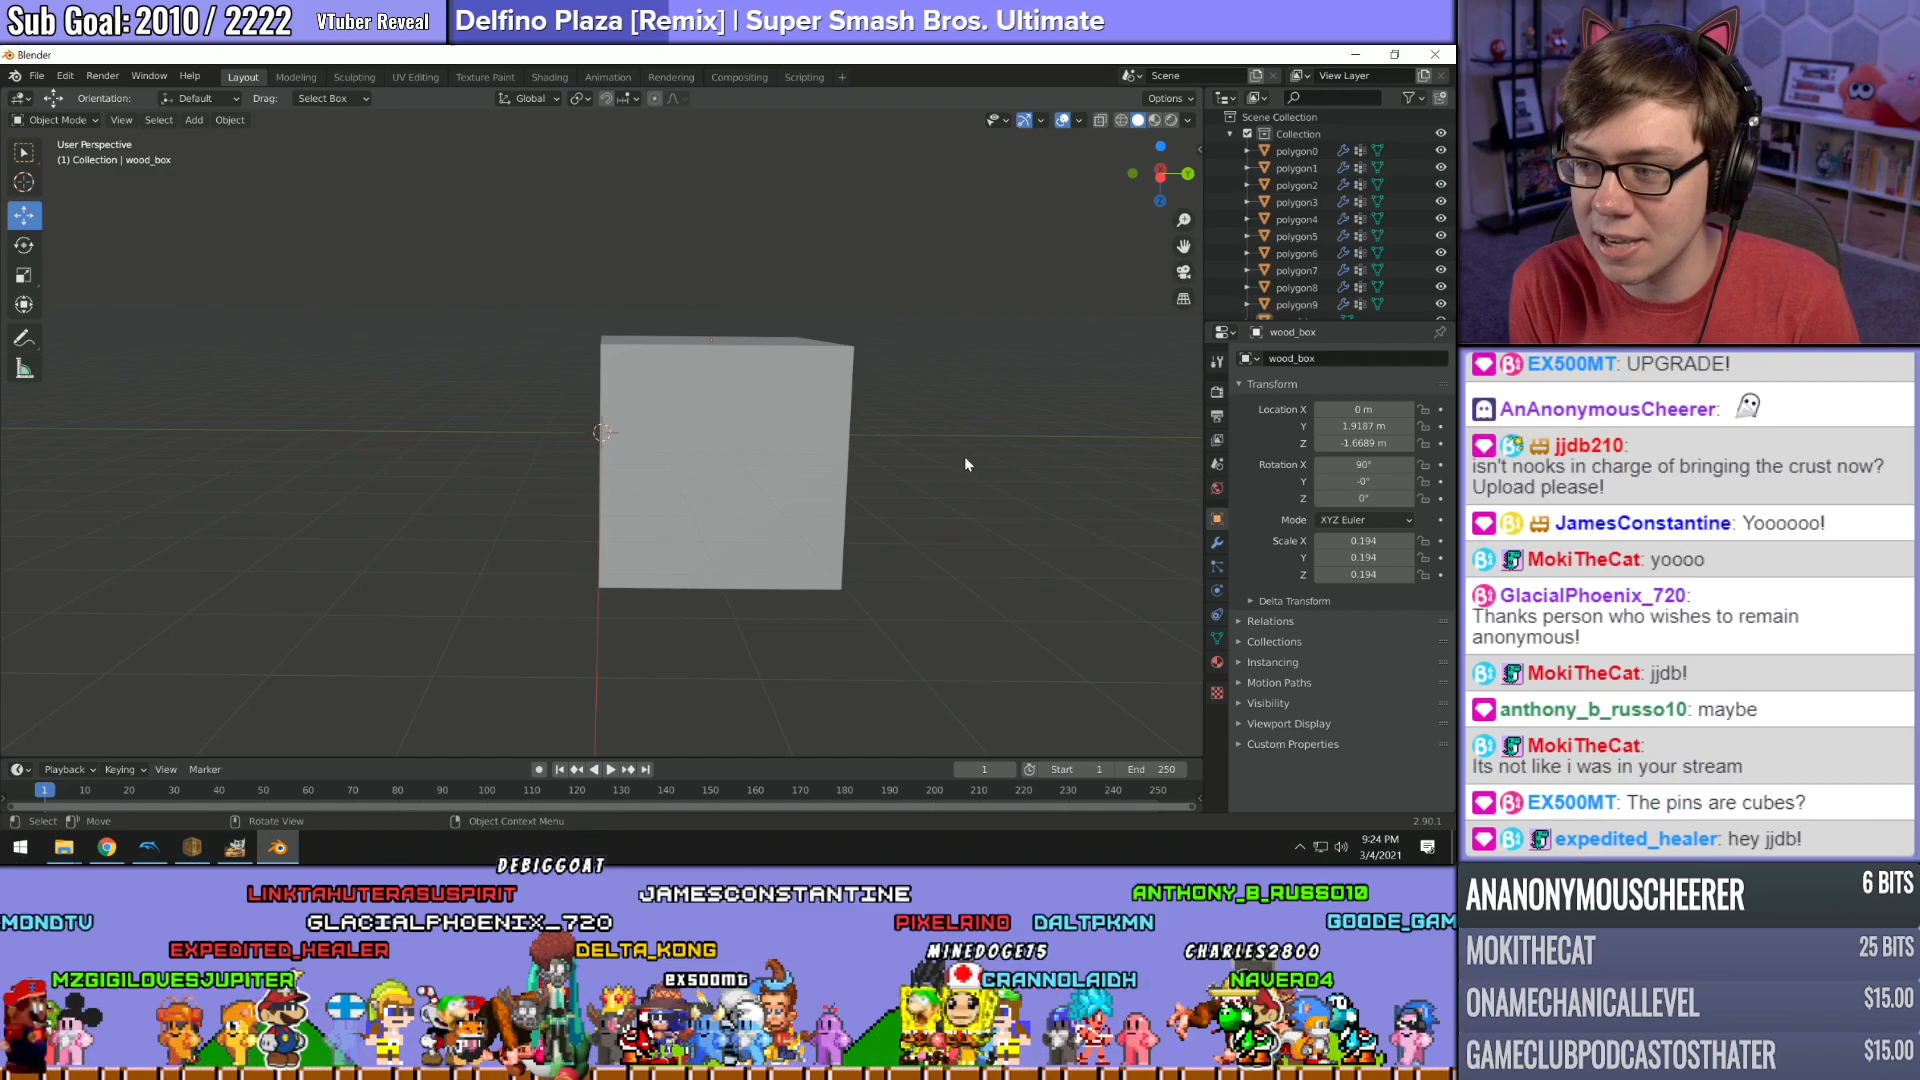 Sub Goal: 2010 / 2222
VTuber Reveal
Delfino Plaza [Remix] | Super Smash Bros. Ultimate
Blender
File Edit Render Window Help
Layout Modeling Sculpting UV Editing Texture Paint Shading Animation Rendering Compositing Scripting +
Scene
View Layer
Orientation: Default Drag: Select Box
Global
Options
Object Mode View Select Add Object
User Perspective
(1) Collection | wood_box
Y
Z
Scene Collection
Collection
polygon0
polygon1
polygon2
polygon3
polygon4
polygon5
polygon6
polygon7
polygon8
polygon9
wood_box
wood_box
Transform
Location X 0 m
Y 1.9187 m
Z -1.6689 m
Rotation X 90°
Y -0°
Z 0°
Mode XYZ Euler
Scale X 0.194
Y 0.194
Z 0.194
Delta Transform
Relations
Collections
Instancing
Motion Paths
Visibility
Viewport Display
Custom Properties
Playback Keying View Marker
1 Start 1 End 250
1 10 20 30 40 50 60 70 80 90 100 110 120 130 140 150 160 170 180 190 200 210 220 230 240 250
Select Move Rotate View Object Context Menu
2.90.1
9:24 PM
3/4/2021
EX500MT: UPGRADE!
AnAnonymousCheerer:
jjdb210:
isn't nooks in charge of bringing the crust now?
Upload please!
JamesConstantine: Yoooooo!
MokiTheCat: yoooo
GlacialPhoenix_720:
Thanks person who wishes to remain
anonymous!
MokiTheCat: jjdb!
anthony_b_russo10: maybe
MokiTheCat:
Its not like i was in your stream
EX500MT: The pins are cubes?
expedited_healer: hey jjdb!
DEBIGGOAT
LINKTAHUTERASUSPIRIT
JAMESCONSTANTINE
ANTHONY_B_RUSSO10
MONDTV
GLACIALPHOENIX_720
PIXELRINO
DALTPKMN
GOODE_GAM
EXPEDITED_HEALER
DELTA_KONG
MINEDOGE75
CHARLES2800
MZGIGILOVESJUPITER
EX500MT
CRANNOLAIDH
NAVER04
ANANONYMOUSCHEERER 6 BITS
MOKITHECAT 25 BITS
ONAMECHANICALLEVEL $15.00
GAMECLUBPODCASTOSTHATER $15.00